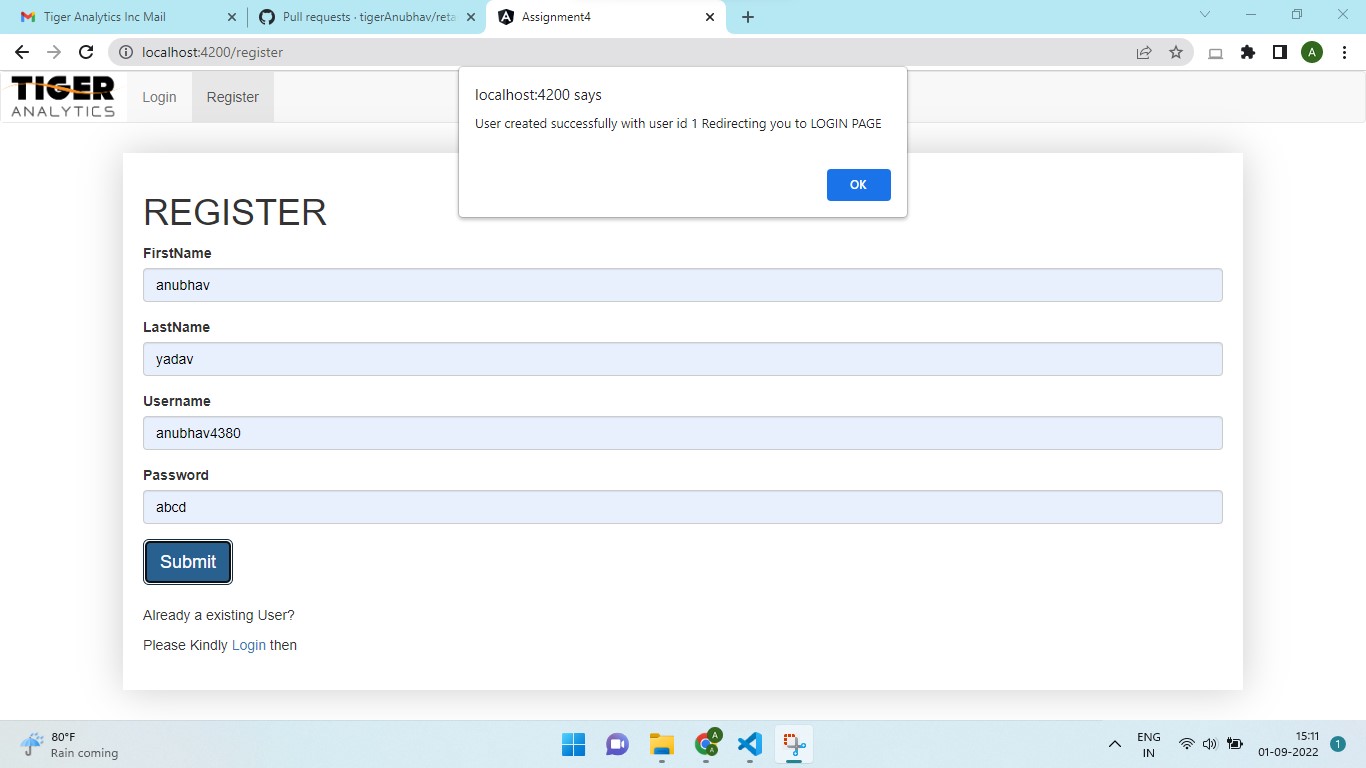 Tiger Analytics Inc Mail
Pull requests · tigerAnubhav/reta
Assignment4
localhost:4200/register
A
TIGER
ANALYTICS
Login
Register
localhost:4200 says
User created successfully with user id 1 Redirecting you to LOGIN PAGE
OK
REGISTER
FirstName
anubhav
LastName
yadav
Username
anubhav4380
Password
abcd
Submit
Already a existing User?
Please Kindly Login then
80°F
Rain coming
A
A
ENG
IN
15:11
01-09-2022
1